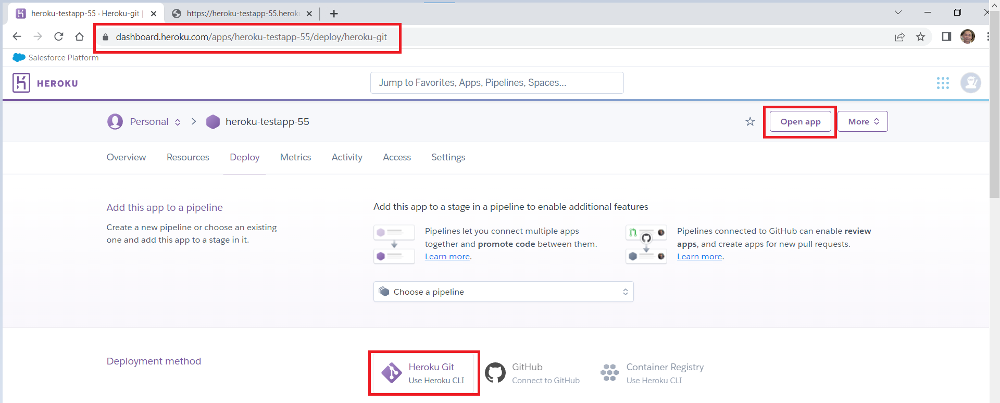 heroku-testapp-55 · Heroku-git |
https://heroku-testapp-55.heroku
dashboard.heroku.com/apps/heroku-testapp-55/deploy/heroku-git
Salesforce Platform
HEROKU
Jump to Favorites, Apps, Pipelines, Spaces...
Personal
heroku-testapp-55
Open app
More
Overview
Resources
Deploy
Metrics
Activity
Access
Settings
Add this app to a pipeline
Create a new pipeline or choose an existing
one and add this app to a stage in it.
Add this app to a stage in a pipeline to enable additional features
Pipelines let you connect multiple apps
together and promote code between them.
Learn more.
Pipelines connected to GitHub can enable review
apps, and create apps for new pull requests.
Learn more.
Choose a pipeline
Deployment method
Heroku Git
Use Heroku CLI
GitHub
Connect to GitHub
Container Registry
Use Heroku CLI